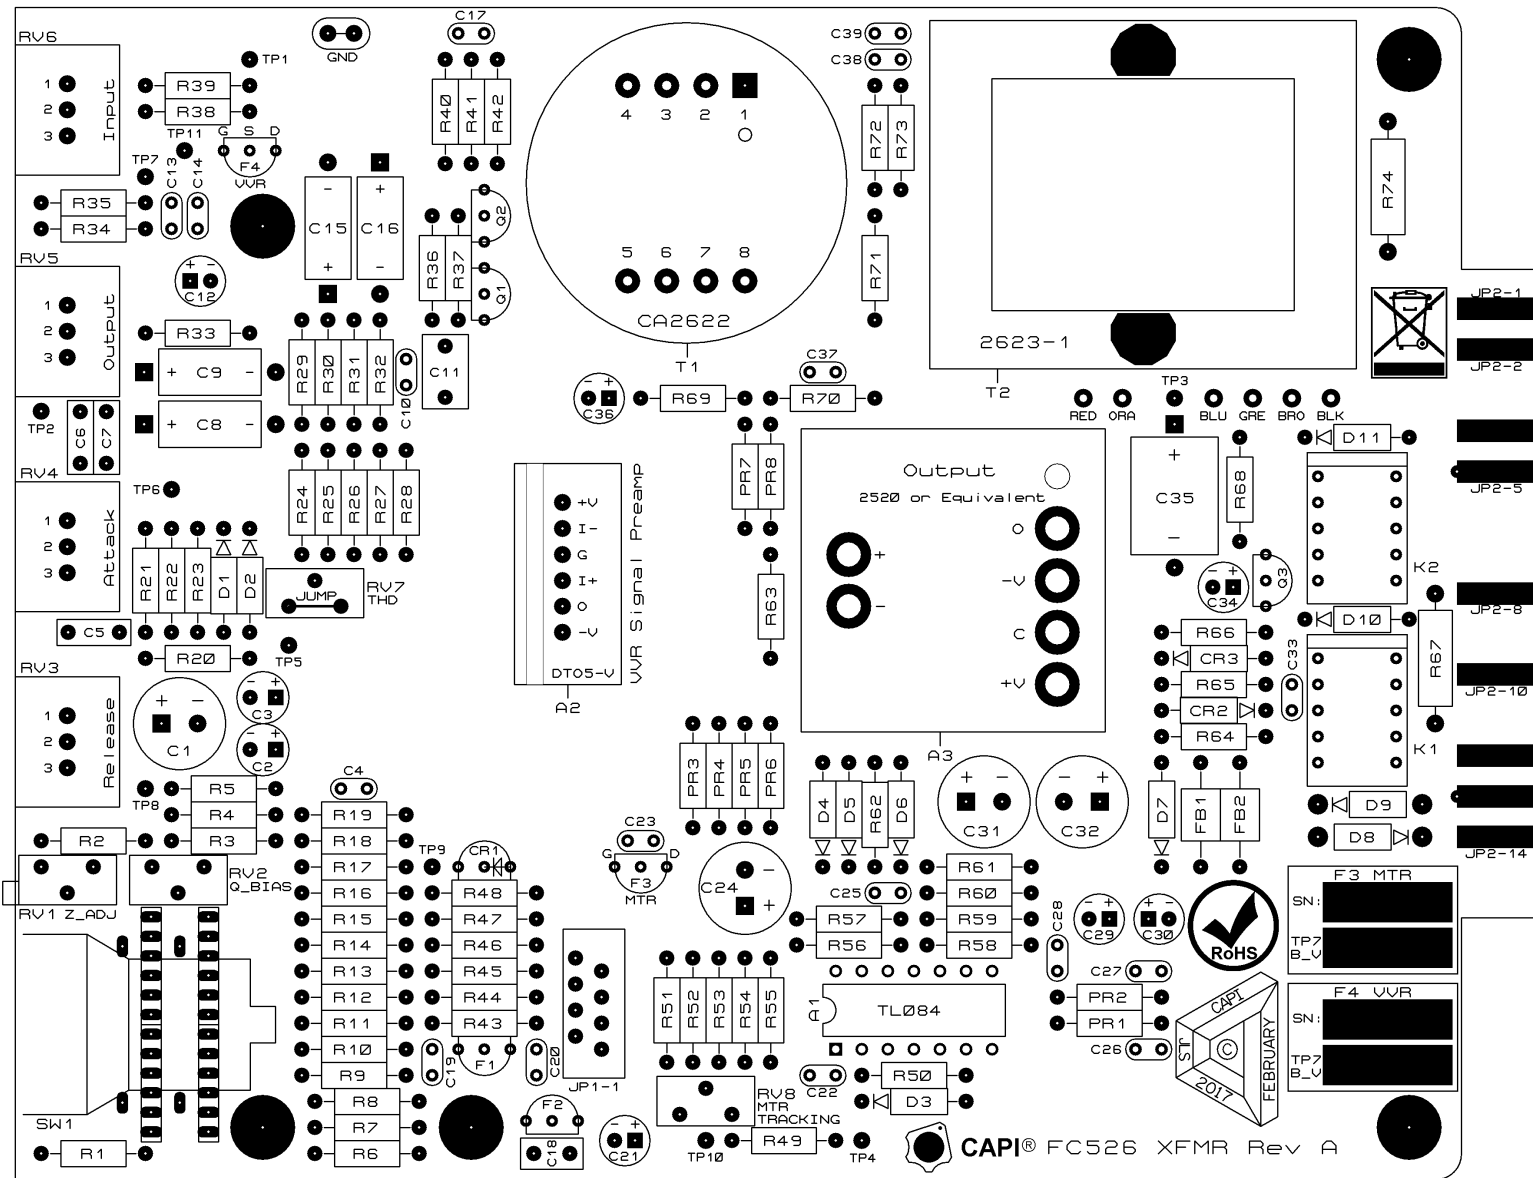 RV6
1
2
3
Input
R39
R38
TP1
GND
C17
R40
R41
R42
TP11
TP7
C13
C14
G S D
F4
VVR
R35
R34
C15
C16
-
+
+
-
R36
R37
Q2
Q1
4 3 2 1
5 6 7 8
CA2622
T1
C39
C38
R72
R73
R71
2623-1
T2
R74
RV5
1
2
3
Output
+ -
C12
R33
+ C9 -
+ C8 -
R29
R30
R31
R32
C10
C11
TP2
C6
C7
- +
C36
R69
C37
R70
TP3
RED ORA BLU GRE BRO BLK
JP2-1
JP2-2
JP2-5
JP2-8
JP2-10
JP2-14
RV4
1
2
3
Attack
TP6
R24
R25
R26
R27
R28
R21
R22
R23
D1
D2
JUMP
RV7
THD
C5
R20
TP5
+V
I-
G
I+
O
-V
DTO5-V
VVR Signal PreaMP
A2
PR7
PR8
R63
Output
2520 or Equivalent
+
-
O
-V
C
+V
A3
+
C35
-
R68
D11
K2
- +
C34
Q3
D10
R66
CR3
R65
CR2
R64
C33
R67
K1
RV3
1
2
3
Release
+ -
C1
- +
C3
- +
C2
TP8
R5
R4
R3
R2
C4
R19
R18
R17
R16
R15
R14
R13
R12
R11
R10
R9
R8
R7
R6
RV1 Z_ADJ
RV2
Q_BIAS
SW1
R1
TP9
CR1
R48
R47
R46
R45
R44
R43
F1
C19
C20
JP1-1
F2
C18
- +
C21
PR3
PR4
PR5
PR6
C23
G D
F3
MTR
C24
-
+
D4
D5
R62
D6
+ -
C31
- +
C32
D7
FB1
FB2
D9
D8
C25
R57
R56
R61
R60
R59
R58
C28
- +
C29
+ -
C30
C27
PR2
PR1
C26
R51
R52
R53
R54
R55
A1
TL084
C22
R50
D3
RV8
MTR
TRACKING
TP10
R49
TP4
RoHS
F3 MTR
SN:
TP7
B_V
F4 VVR
SN:
TP7
B_V
CAPI
JLS
©
FEBRUARY
2017
CAPI® FC526 XFMR Rev A